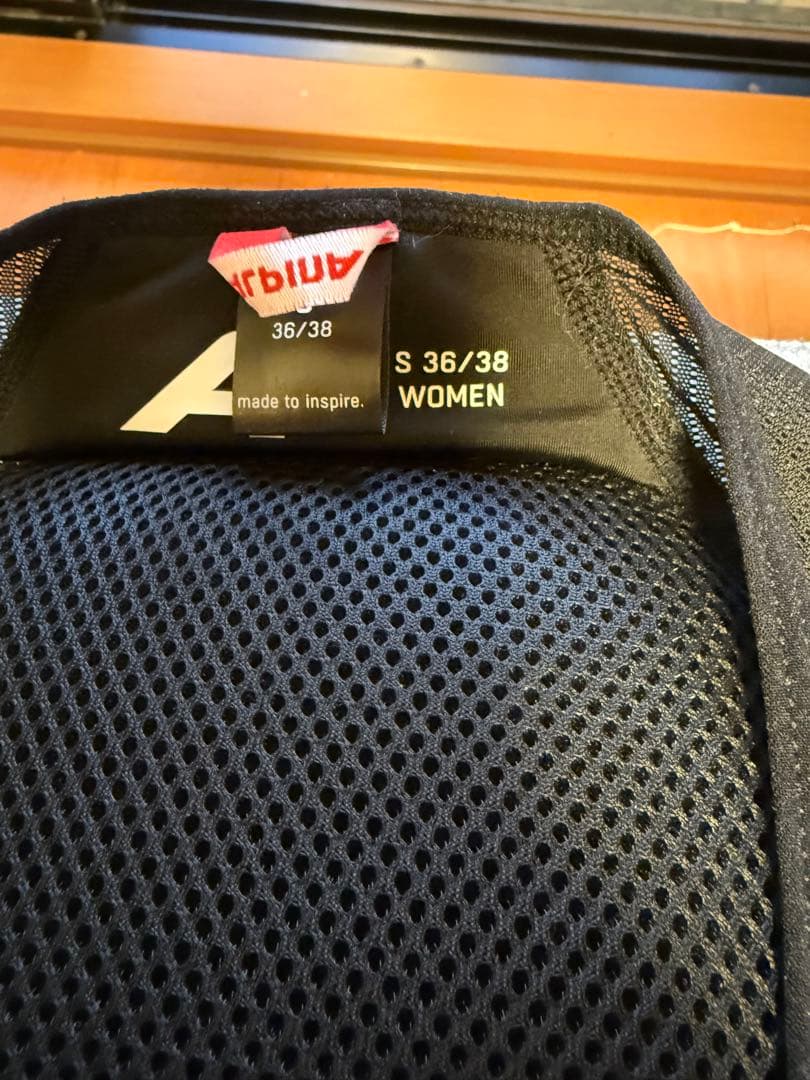 ALPINA
36/38
made to inspire.
S 36/38
WOMEN